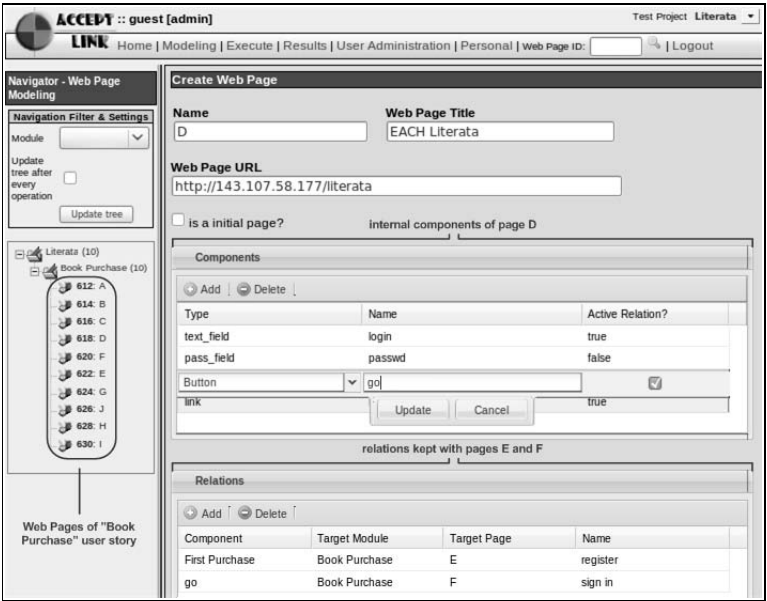 ACCEPT :: guest [admin]
Test Project Literata
LINK Home | Modeling | Execute | Results | User Administration | Personal | Web Page ID: | Logout
Navigator - Web Page
Modeling
Navigation Filter & Settings
Module
Update
tree after
every
operation
Update tree
Literata (10)
Book Purchase (10)
612: A
614: B
616: C
618: D
620: F
622: E
624: G
626: J
628: H
630: I
Web Pages of "Book
Purchase" user story
Create Web Page
Name Web Page Title
D EACH Literata
Web Page URL
http://143.107.58.177/literata
is a initial page?
internal components of page D
Components
Add Delete
Type Name Active Relation?
text_field login true
pass_field passwd false
Button go
link true
Update Cancel
relations kept with pages E and F
Relations
Add Delete
Component Target Module Target Page Name
First Purchase Book Purchase E register
go Book Purchase F sign in